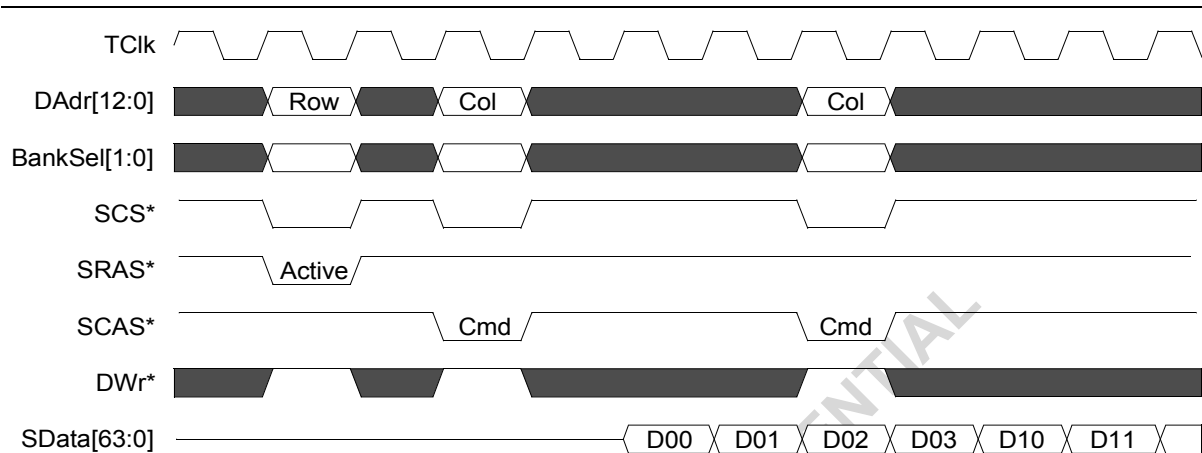 TClk
DAdr[12:0] Row Col Col
BankSel[1:0]
SCS*
SRAS* Active
SCAS* Cmd Cmd
DWr*
SData[63:0] D00 D01 D02 D03 D10 D11